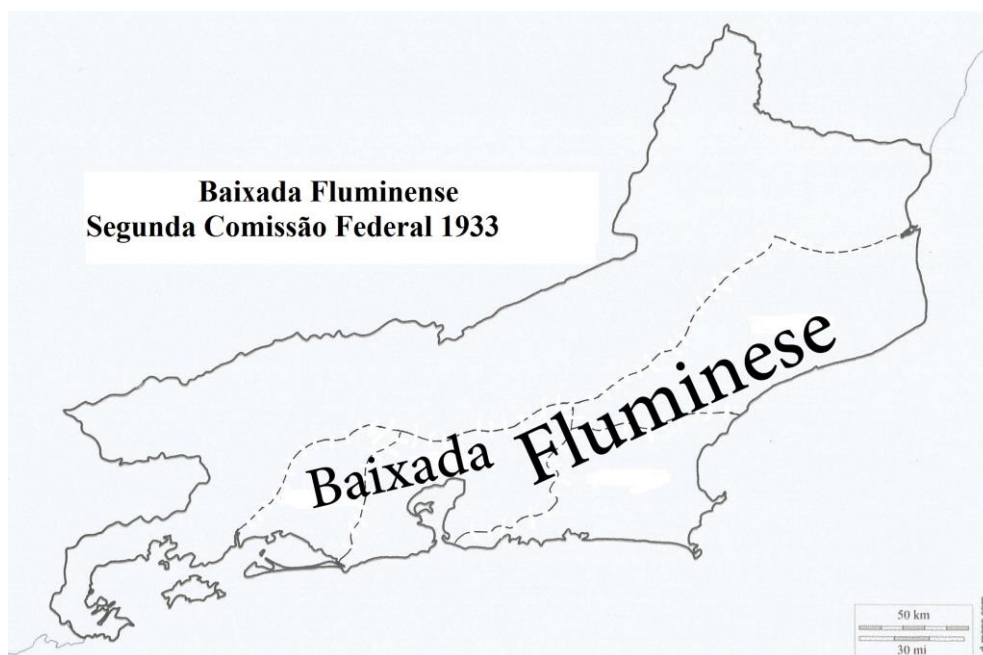 Baixada Fluminense
Segunda Comissão Federal 1933
Baixada Fluminese
50 km
30 mi